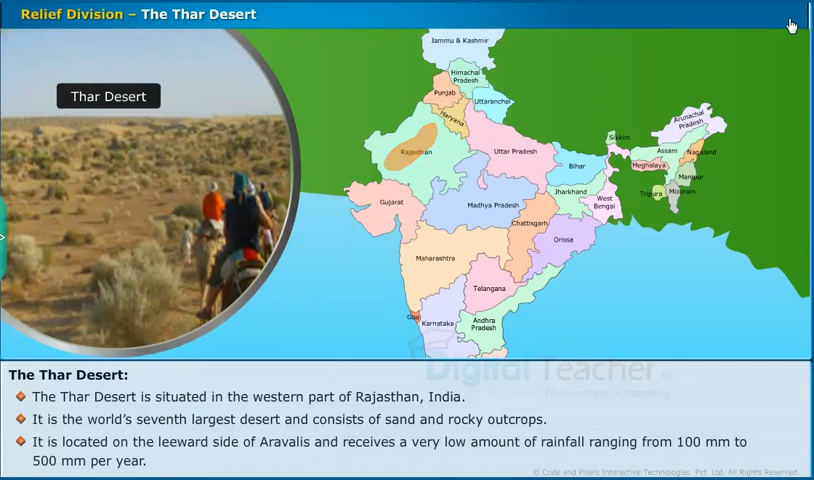 Relief Division – The Thar Desert
Thar Desert
Jammu & Kashmir
Himachal
Pradesh
Punjab
Uttaranchal
Haryana
Rajasthan
Uttar Pradesh
Sikkim
Arunachal
Pradesh
Assam
Nagaland
Meghalaya
Manipur
Tripura
Mizoram
Bihar
Jharkhand
West
Bengal
Gujarat
Madhya Pradesh
Chattisgarh
Orissa
Maharashtra
Telangana
Goa
Karnataka
Andhra
Pradesh
Digital Teacher
The Thar Desert:
The Thar Desert is situated in the western part of Rajasthan, India.
It is the world's seventh largest desert and consists of sand and rocky outcrops.
It is located on the leeward side of Aravalis and receives a very low amount of rainfall ranging from 100 mm to
500 mm per year.
© Code and Pixels Interactive Technologies. Pvt. Ltd. All Rights Reserved.